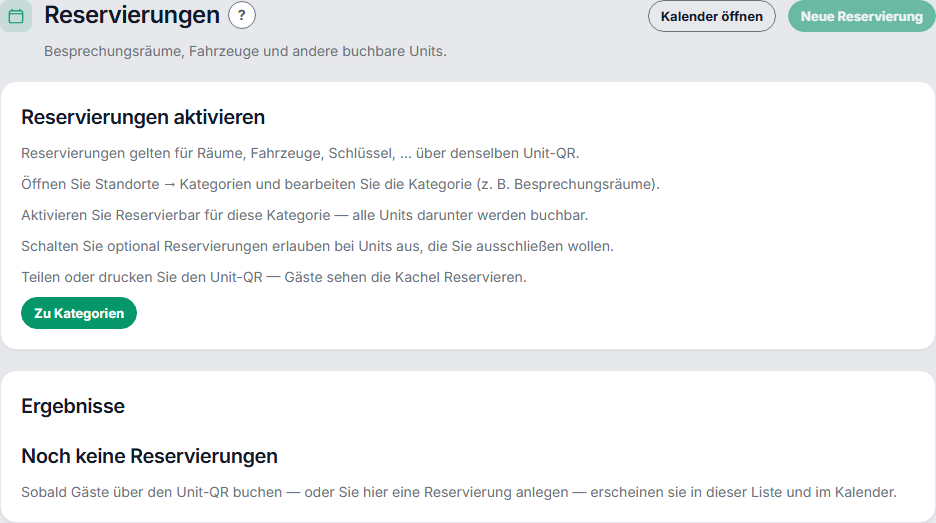 Reservierungen ?
Kalender öffnen
Neue Reservierung
Besprechungsräume, Fahrzeuge und andere buchbare Units.
Reservierungen aktivieren
Reservierungen gelten für Räume, Fahrzeuge, Schlüssel, ... über denselben Unit-QR.
Öffnen Sie Standorte → Kategorien und bearbeiten Sie die Kategorie (z. B. Besprechungsräume).
Aktivieren Sie Reservierbar für diese Kategorie — alle Units darunter werden buchbar.
Schalten Sie optional Reservierungen erlauben bei Units aus, die Sie ausschließen wollen.
Teilen oder drucken Sie den Unit-QR — Gäste sehen die Kachel Reservieren.
Zu Kategorien
Ergebnisse
Noch keine Reservierungen
Sobald Gäste über den Unit-QR buchen — oder Sie hier eine Reservierung anlegen — erscheinen sie in dieser Liste und im Kalender.